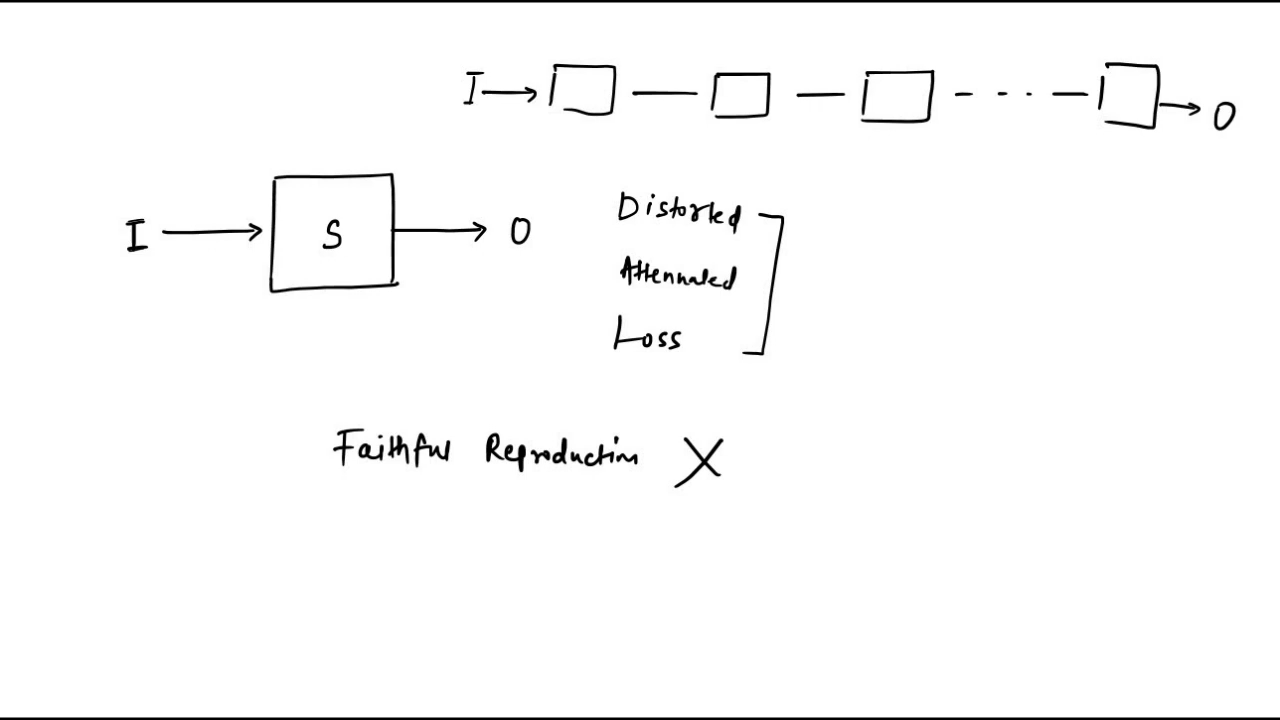 I O
I S O
Distorted
Attenuated
Loss
Faithful Reproduction X